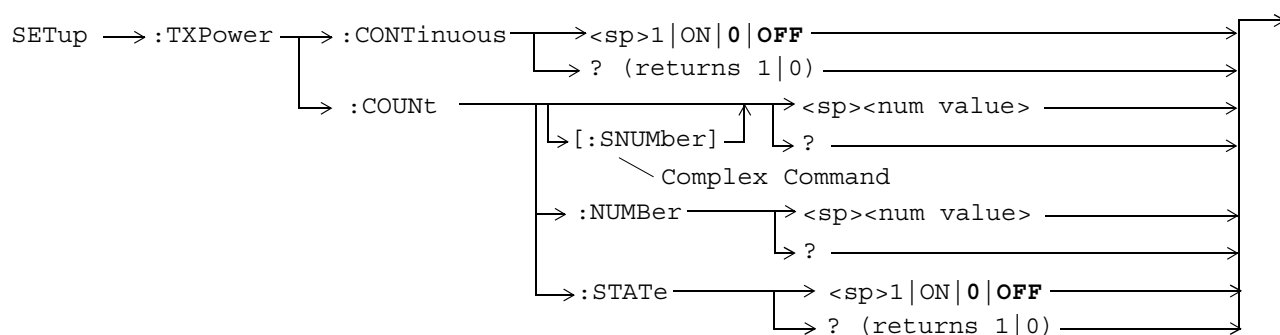 SETup :TXPower :CONTinuous <sp>1|ON|0|OFF
? (returns 1|0)
:COUNt <sp><num value>
[:SNUMber] ?
Complex Command
:NUMBer <sp><num value>
?
:STATe <sp>1|ON|0|OFF
? (returns 1|0)